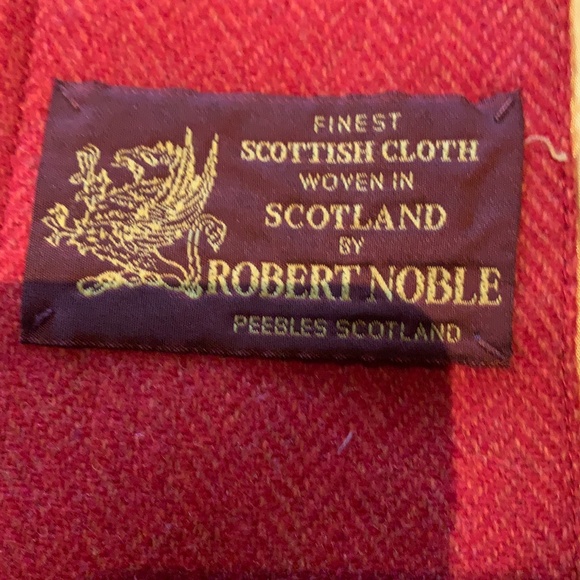 FINEST
SCOTTISH CLOTH
WOVEN IN
SCOTLAND
BY
ROBERT NOBLE
PEEBLES SCOTLAND